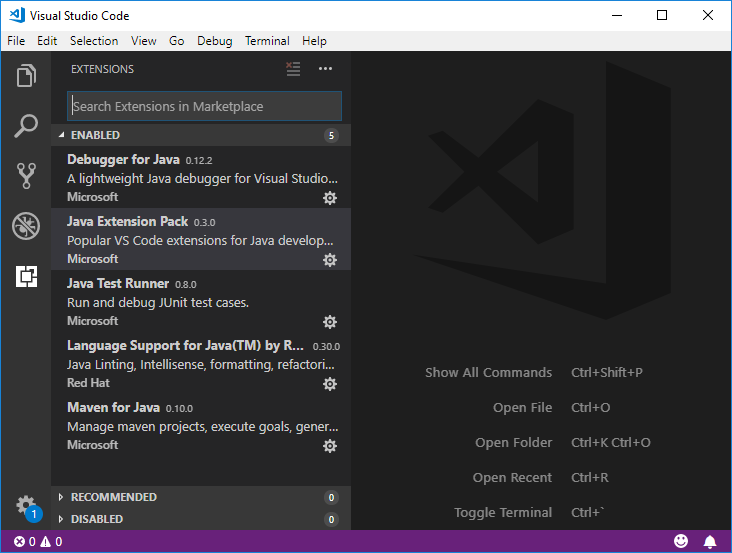 Visual Studio Code
File Edit Selection View Go Debug Terminal Help
EXTENSIONS
Search Extensions in Marketplace
ENABLED 5
Debugger for Java 0.12.2
A lightweight Java debugger for Visual Studio...
Microsoft
Java Extension Pack 0.3.0
Popular VS Code extensions for Java develop...
Microsoft
Java Test Runner 0.8.0
Run and debug JUnit test cases.
Microsoft
Language Support for Java(TM) by R... 0.30.0
Java Linting, Intellisense, formatting, refactori...
Red Hat
Maven for Java 0.10.0
Manage maven projects, execute goals, gener...
Microsoft
RECOMMENDED 0
DISABLED 0
Show All Commands Ctrl+Shift+P
Open File Ctrl+O
Open Folder Ctrl+K Ctrl+O
Open Recent Ctrl+R
Toggle Terminal Ctrl+`
1
0 0